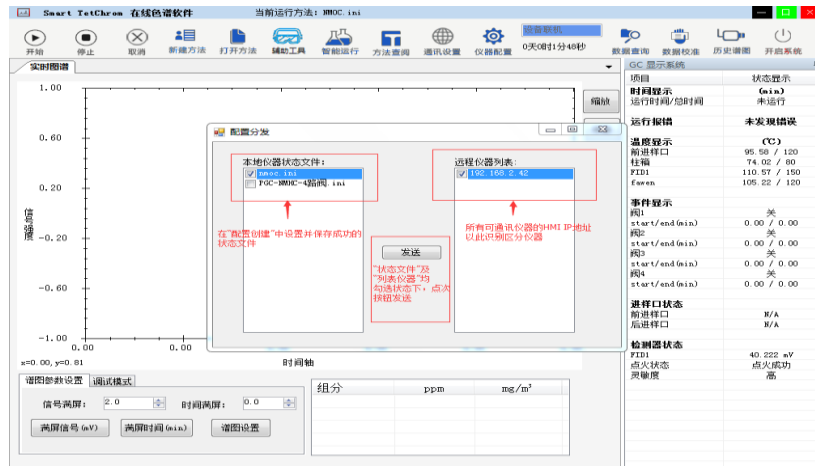 Smart TetChrom 在线色谱软件 当前运行方法: NMOC.ini
开始 停止 取消 新建方法 打开方法 辅助工具 智能运行 方法查阅 通讯设置 仪器配置
设备联机
0天0时1分48秒
数据查询 数据校准 历史谱图 开启系统
实时图谱
1.00
0.60
0.20
-0.20
-0.60
-1.00
信号强度
0.00 0.00
x=0.00, y=0.81
时间轴
缩放
配置分发
本地仪器状态文件:
nmoc.ini
PGC-NMHC-4路阀.ini
在"配置创建"中设置并保存成功的
状态文件
发送
"状态文件"及
"列表仪器"均
勾选状态下，点次
按钮发送
远程仪器列表:
192.168.2.42
所有可通讯仪器的HMI IP地址
以此识别区分仪器
谱图参数设置 调试模式
信号满屏: 2.0 时间满屏: 0.0
满屏信号(mV) 满屏时间(min) 谱图设置
组分 ppm mg/m³
GC 显示系统
项目 状态显示
时间显示 (min)
运行时间/总时间 未运行
运行报错 未发现错误
温度显示 (℃)
前进样口 95.58 / 120
柱箱 74.02 / 80
FID1 110.57 / 150
fawen 105.22 / 120
事件显示
阀1 关
start/end(min) 0.00 / 0.00
阀2 关
start/end(min) 0.00 / 0.00
阀3 关
start/end(min) 0.00 / 0.00
阀4 关
start/end(min) 0.00 / 0.00
进样口状态
前进样口 N/A
后进样口 N/A
检测器状态
FID1 40.222 mV
点火状态 点火成功
灵敏度 高